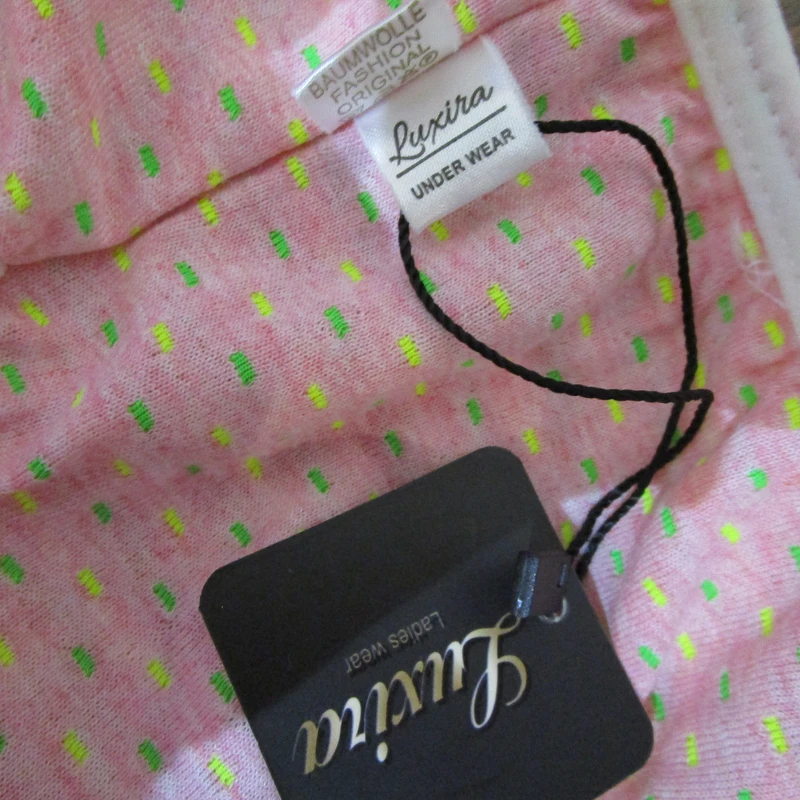 BAUMWOLLE
FASHION
ORIGINAL
Luxira
UNDER WEAR
Luxira
Ladies wear